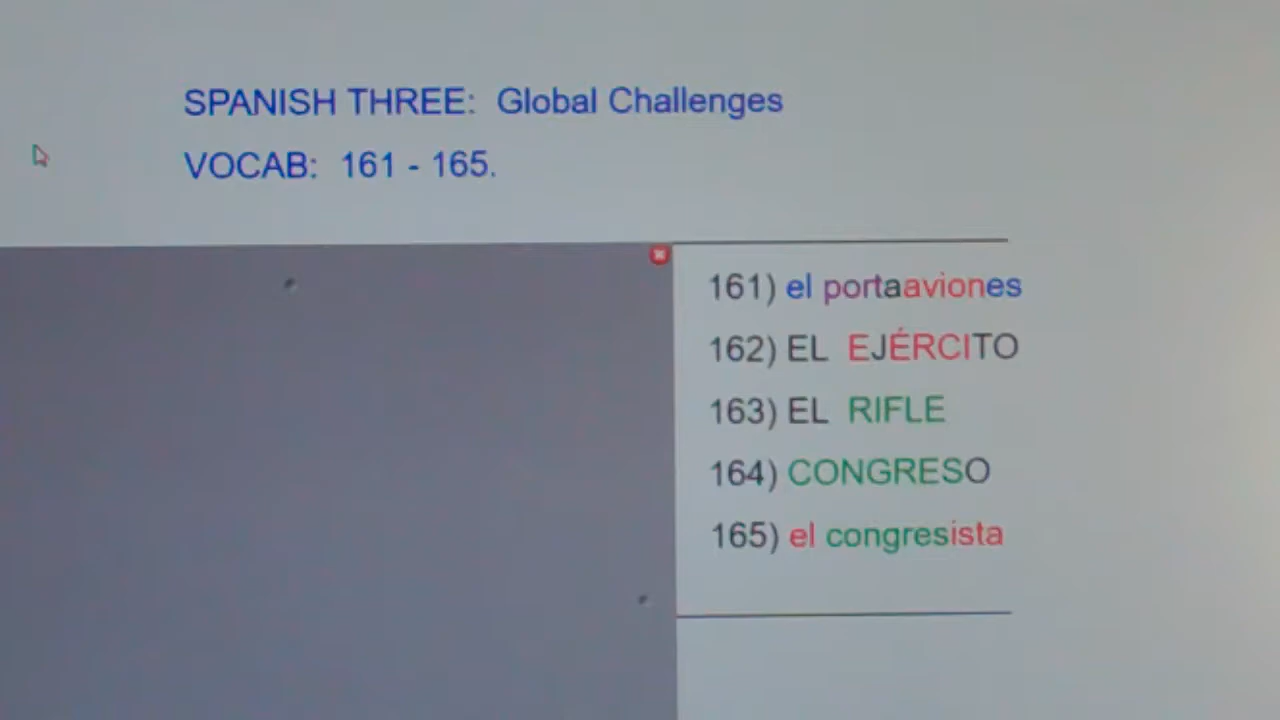 SPANISH THREE: Global Challenges
VOCAB: 161 - 165.
161) el portaaviones
162) EL EJÉRCITO
163) EL RIFLE
164) CONGRESO
165) el congresista